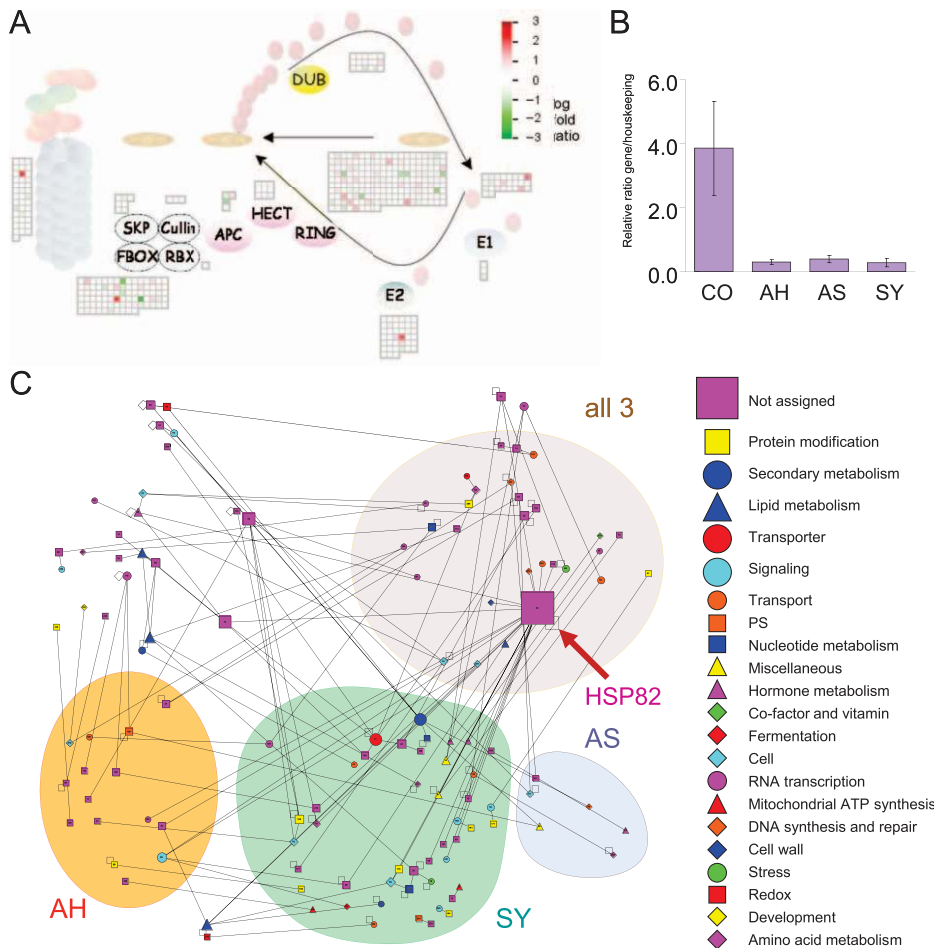 A
3
2
1
0
−1
−2
−3
log
fold
ratio
DUB
SKP
Cullin
FBOX
RBX
APC
HECT
RING
E1
E2
B
Relative ratio gene/houskeeping
6.0
4.0
2.0
0.0
CO
AH
AS
SY
C
all 3
HSP82
AS
AH
SY
Not assigned
Protein modification
Secondary metabolism
Lipid metabolism
Transporter
Signaling
Transport
PS
Nucleotide metabolism
Miscellaneous
Hormone metabolism
Co-factor and vitamin
Fermentation
Cell
RNA transcription
Mitochondrial ATP synthesis
DNA synthesis and repair
Cell wall
Stress
Redox
Development
Amino acid metabolism